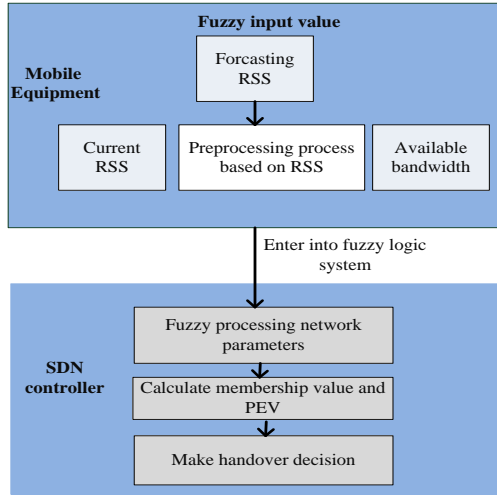 Fuzzy input value
Mobile
Equipment
Forcasting
RSS
Current
RSS
Preprocessing process
based on RSS
Available
bandwidth
Enter into fuzzy logic
system
SDN
controller
Fuzzy processing network
parameters
Calculate membership value and
PEV
Make handover decision